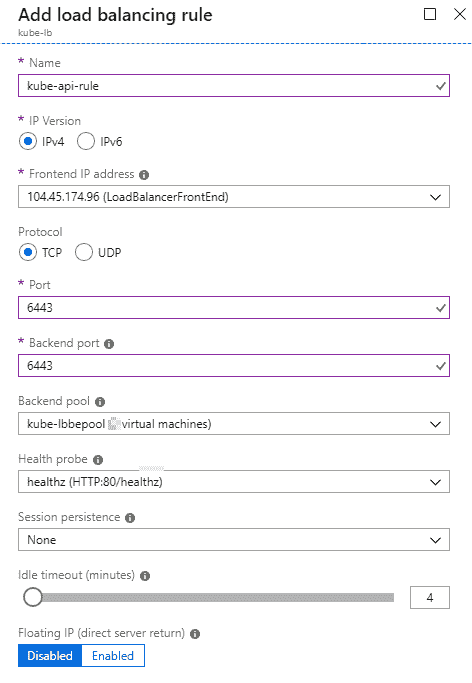 Add load balancing rule
kube-lb
* Name
kube-api-rule
* IP Version
IPv4 IPv6
* Frontend IP address
104.45.174.96 (LoadBalancerFrontEnd)
Protocol
TCP UDP
* Port
6443
* Backend port
6443
Backend pool
kube-lbbepool ( virtual machines)
Health probe
healthz (HTTP:80/healthz)
Session persistence
None
Idle timeout (minutes)
4
Floating IP (direct server return)
Disabled Enabled